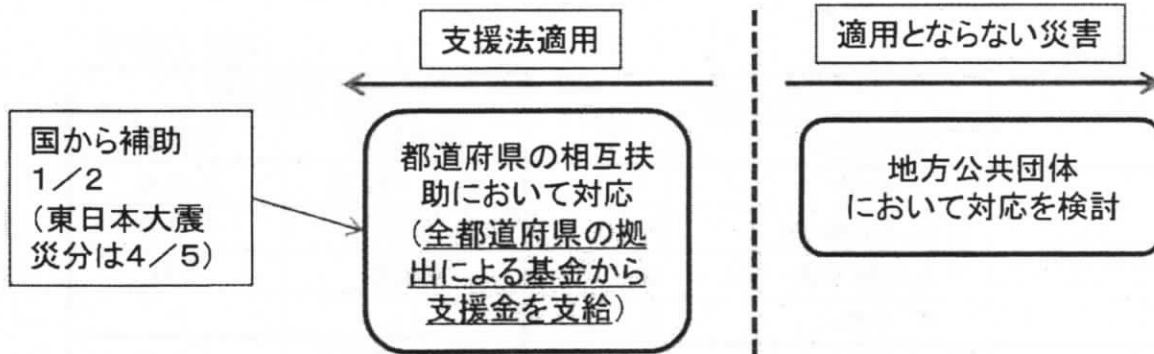 支援法適用
適用とならない災害
国から補助
1/2
(東日本大震
災分は4/5)
都道府県の相互扶
助において対応
(全都道府県の拠
出による基金から
支援金を支給)
地方公共団体
において対応を検討